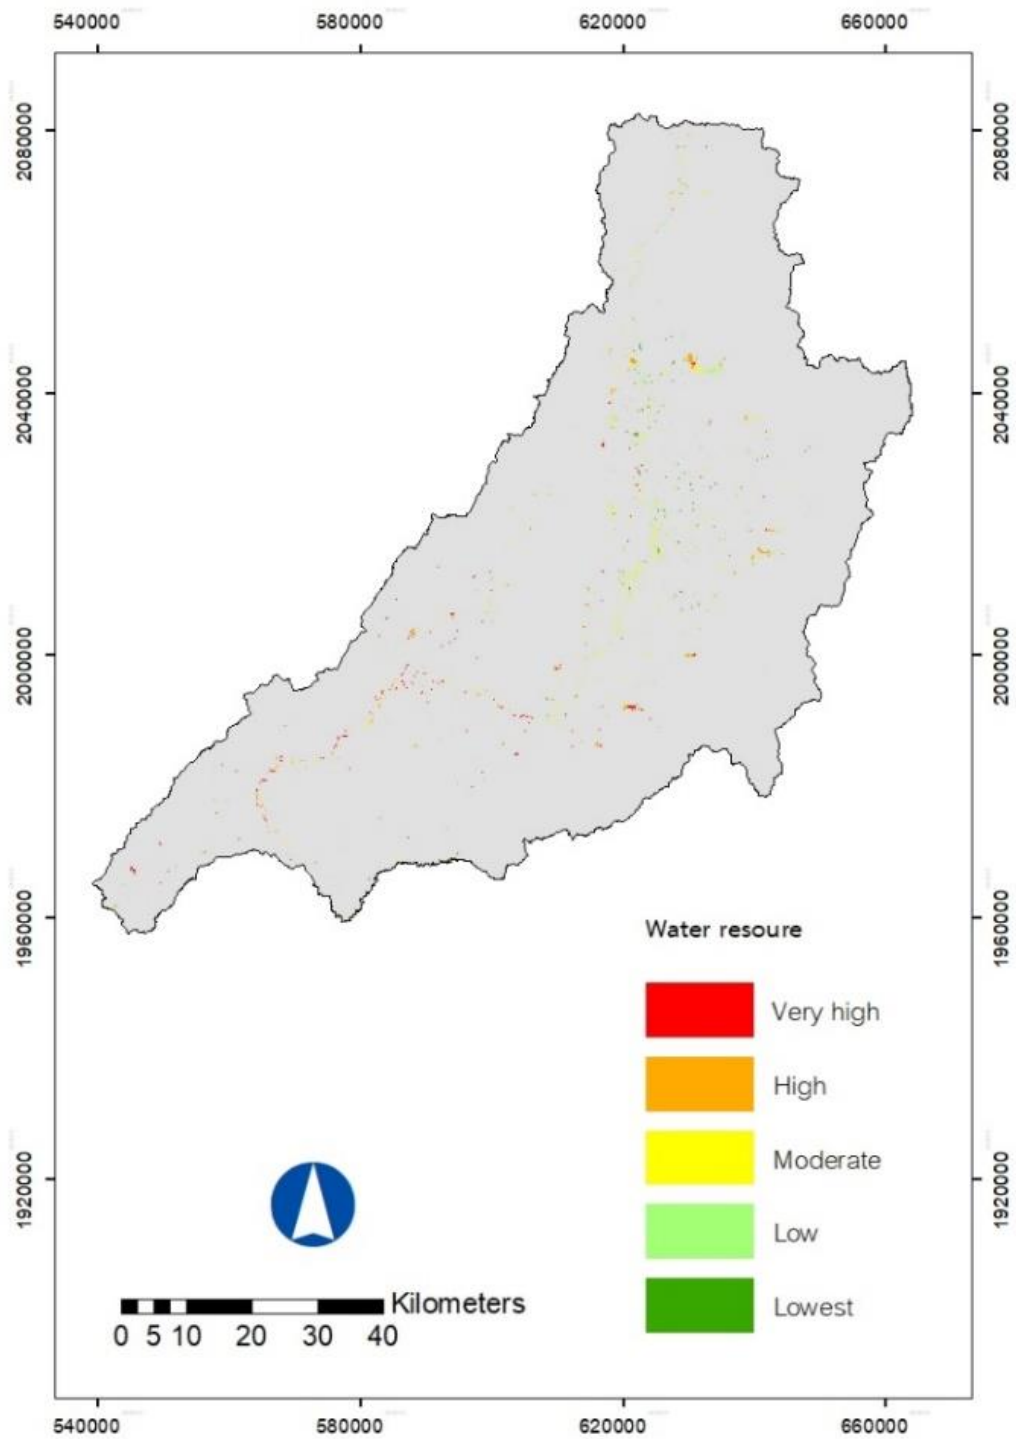 540000 580000 620000 660000
2080000 2080000
2040000 2040000
2000000 2000000
1960000 1960000
Water resoure
Very high
High
Moderate
1920000 1920000
Low
Kilometers
Lowest
0 5 10 20 30 40
540000 580000 620000 660000